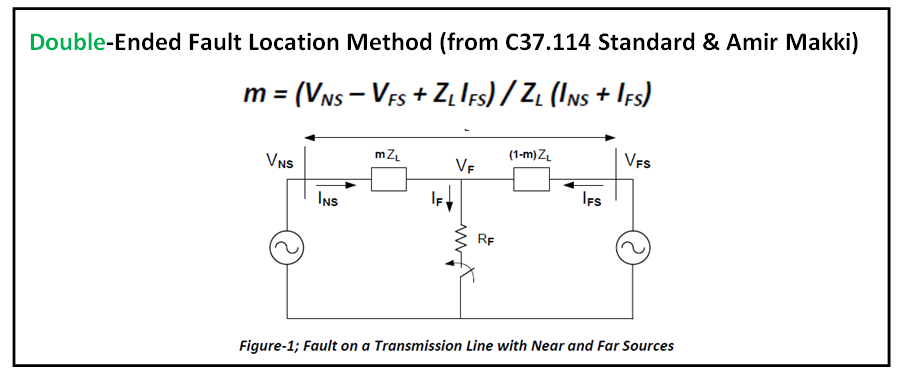 Double-Ended Fault Location Method (from C37.114 Standard & Amir Makki)
m = (VNS – VFS + ZL IFS) / ZL (INS + IFS)
VNS
mZL
VF
(1-m)ZL
VFS
INS
IF
IFS
RF
Figure-1; Fault on a Transmission Line with Near and Far Sources